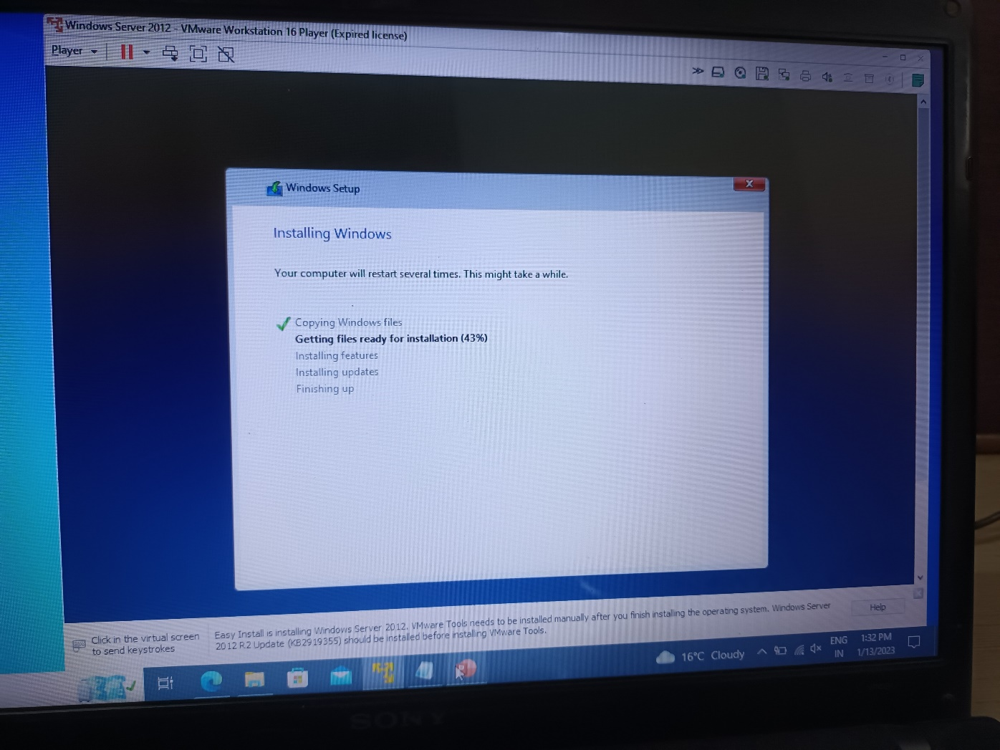 Windows Server 2012 - VMware Workstation 16 Player (Expired license)
Player
Windows Setup
Installing Windows
Your computer will restart several times. This might take a while.
Copying Windows files
Getting files ready for installation (43%)
Installing features
Installing updates
Finishing up
Click in the virtual screen
to send keystrokes
Easy Install is installing Windows Server 2012. VMware Tools needs to be installed manually after you finish installing the operating system. Windows Server
2012 R2 Update (KB2919355) should be installed before installing VMware Tools.
Help
16°C Cloudy
ENG
IN
1:32 PM
1/13/2023
SONY